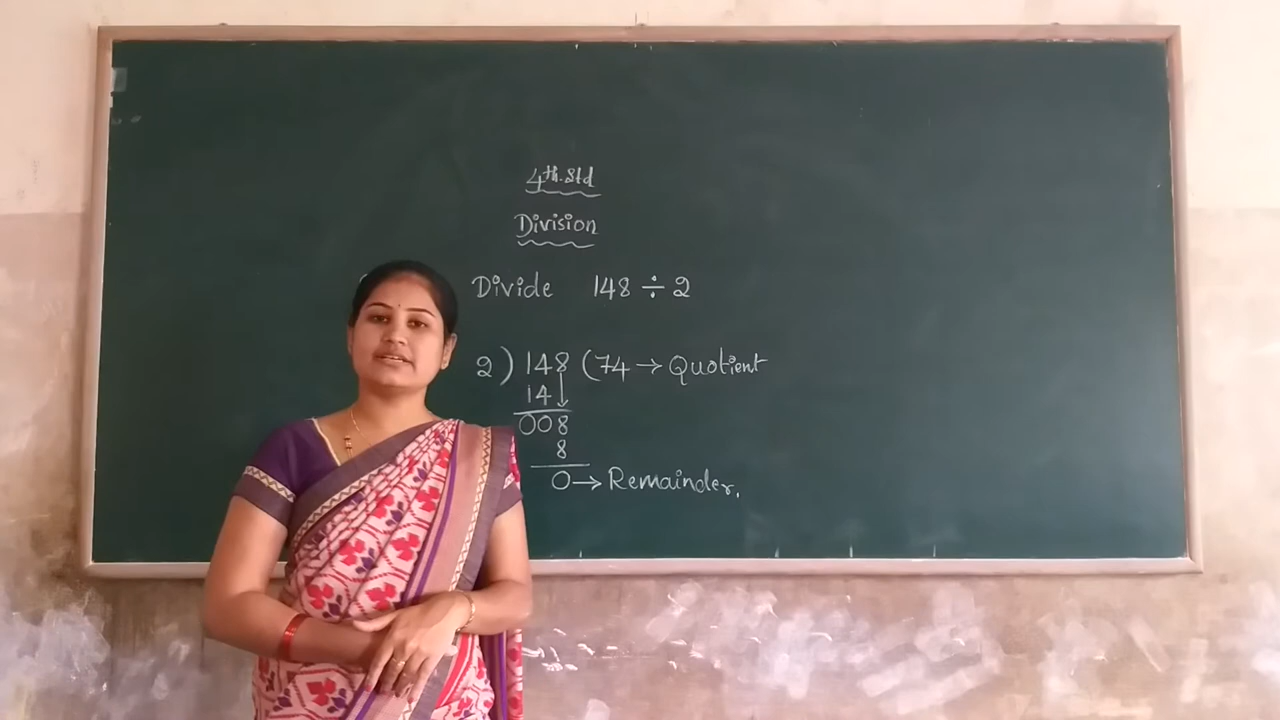 4th.Std
Division
Divide 148 ÷ 2
2 ) 148 ( 74 → Quotient
14 ↓
008
8
0 → Remainder.